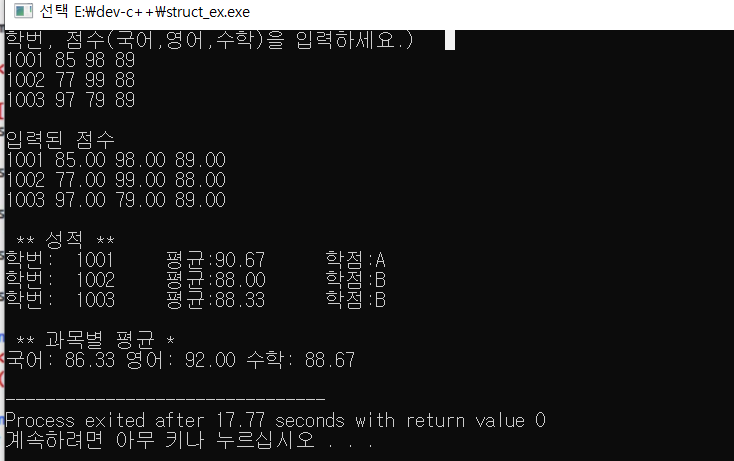 선택 E:\dev-c++\struct_ex.exe
학번, 점수(국어,영어,수학)을 입력하세요.)
1001 85 98 89
1002 77 99 88
1003 97 79 89
입력된 점수
1001 85.00 98.00 89.00
1002 77.00 99.00 88.00
1003 97.00 79.00 89.00
** 성적 **
학번: 1001 평균:90.67 학점:A
학번: 1002 평균:88.00 학점:B
학번: 1003 평균:88.33 학점:B
** 과목별 평균 *
국어: 86.33 영어: 92.00 수학: 88.67
--------------------------------
Process exited after 17.77 seconds with return value 0
계속하려면 아무 키나 누르십시오 . . .